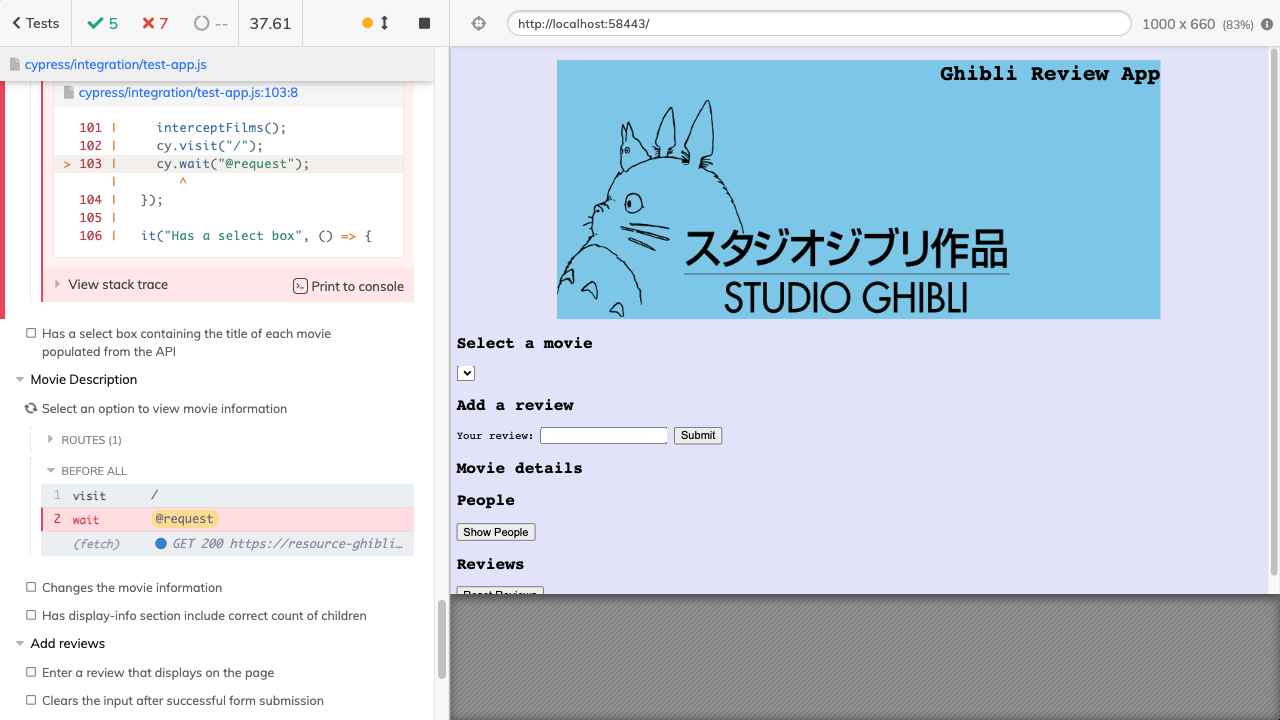 Tests
5
7
--
37.61
http://localhost:58443/
1000 x 660 (83%)
cypress/integration/test-app.js
cypress/integration/test-app.js:103:8
101 | interceptFilms();
102 | cy.visit("/");
> 103 | cy.wait("@request");
| ^
104 | });
105 |
106 | it("Has a select box", () => {
View stack trace
Print to console
Has a select box containing the title of each movie
populated from the API
Movie Description
Select an option to view movie information
ROUTES (1)
BEFORE ALL
1 visit /
2 wait @request
(fetch) GET 200 https://resource-ghibli…
Changes the movie information
Has display-info section include correct count of children
Add reviews
Enter a review that displays on the page
Clears the input after successful form submission
Ghibli Review App
スタジオジブリ作品
STUDIO GHIBLI
Select a movie
Add a review
Your review:
Submit
Movie details
People
Show People
Reviews
Reset Reviews